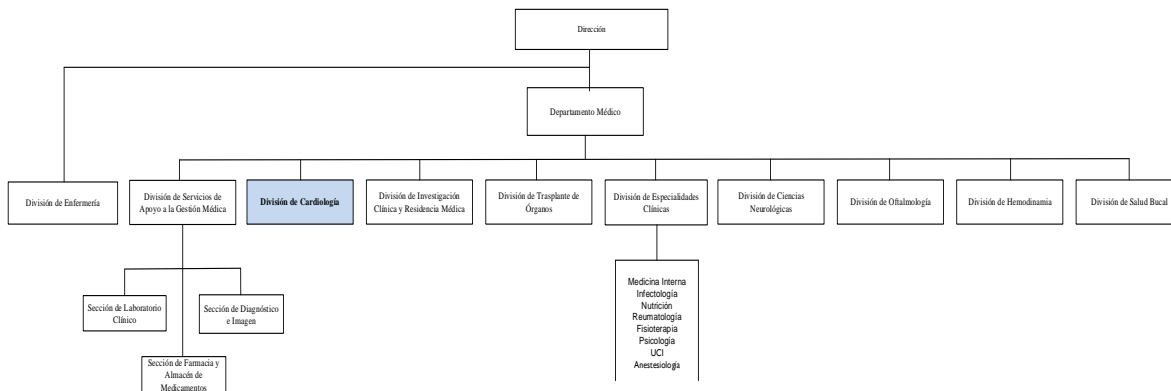 Dirección
Departamento Médico
División de Enfermería
División de Servicios de
Apoyo a la Gestión Médica
División de Cardiología
División de Investigación
Clínica y Residencia Médica
División de Trasplante de
Órganos
División de Especialidades
Clínicas
División de Ciencias
Neurológicas
División de Oftalmología
División de Hemodinamia
División de Salud Bucal
Sección de Laboratorio
Clínico
Sección de Diagnóstico
e Imagen
Sección de Farmacia y
Almacén de
Medicamentos
Medicina Interna
Infectología
Nutrición
Reumatología
Fisioterapía
Psicología
UCI
Anestesiología